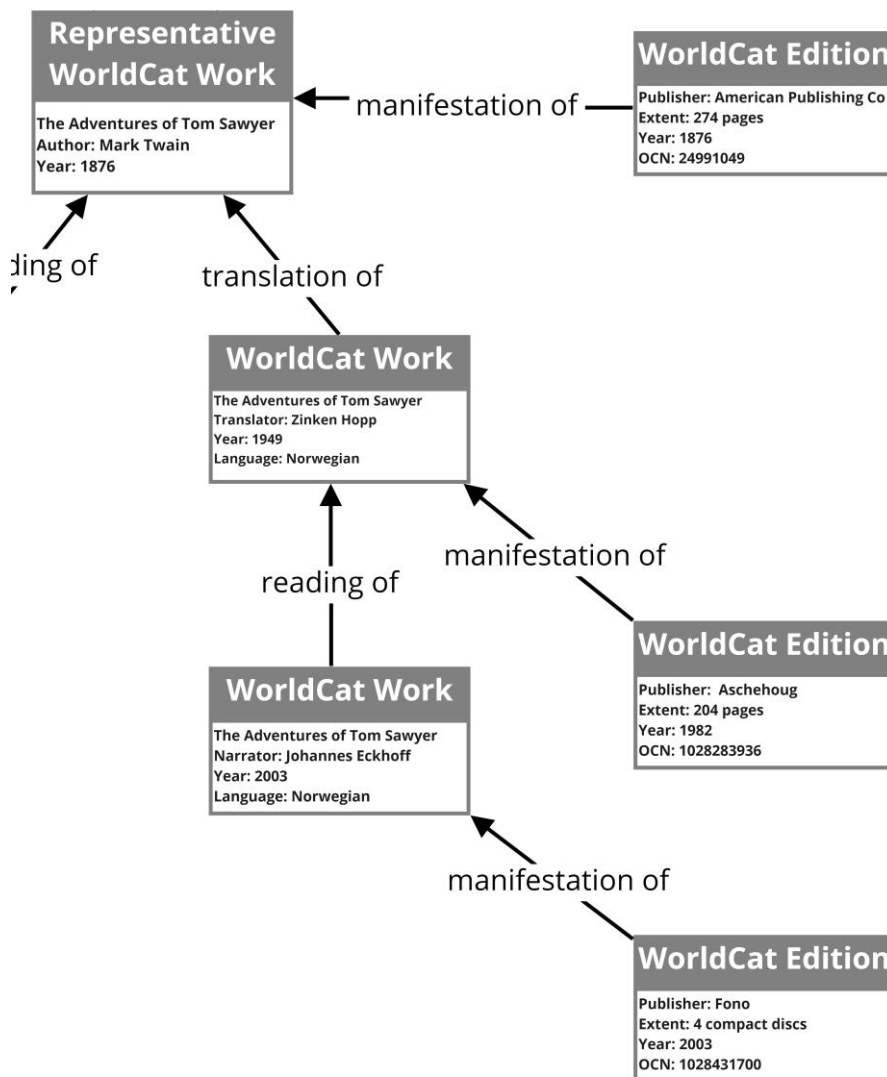 Representative
WorldCat Work
The Adventures of Tom Sawyer
Author: Mark Twain
Year: 1876
manifestation of
WorldCat Edition
Publisher: American Publishing Co
Extent: 274 pages
Year: 1876
OCN: 24991049
ding of
translation of
WorldCat Work
The Adventures of Tom Sawyer
Translator: Zinken Hopp
Year: 1949
Language: Norwegian
manifestation of
reading of
WorldCat Edition
Publisher: Aschehoug
Extent: 204 pages
Year: 1982
OCN: 1028283936
WorldCat Work
The Adventures of Tom Sawyer
Narrator: Johannes Eckhoff
Year: 2003
Language: Norwegian
manifestation of
WorldCat Edition
Publisher: Fono
Extent: 4 compact discs
Year: 2003
OCN: 1028431700